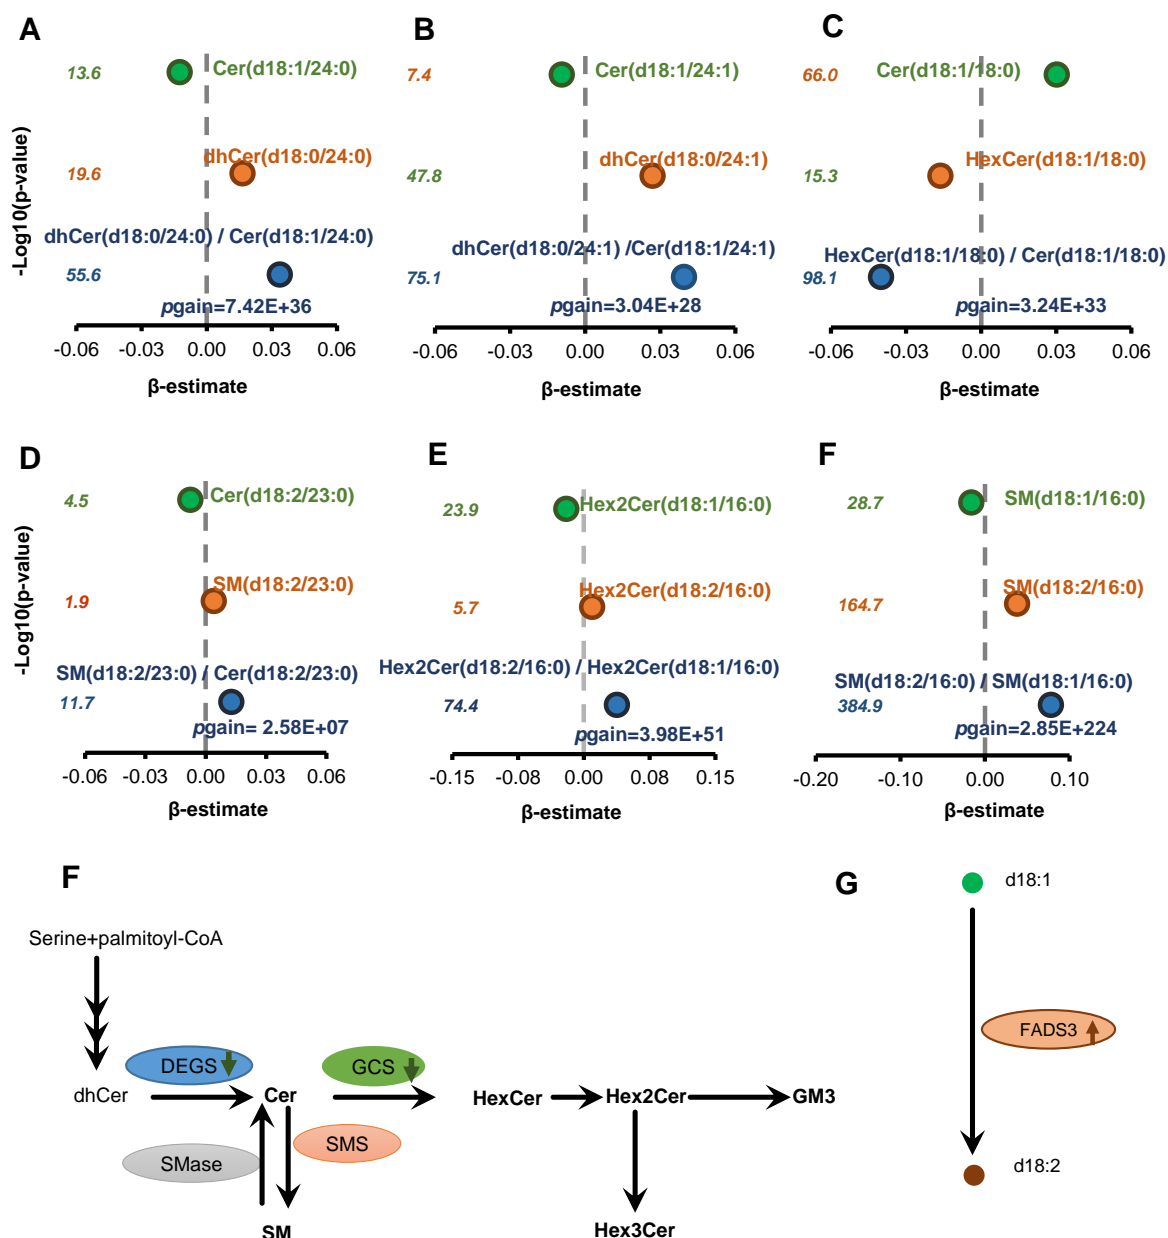 A
-Log10(p-value)
13.6
Cer(d18:1/24:0)
19.6
dhCer(d18:0/24:0)
dhCer(d18:0/24:0) / Cer(d18:1/24:0)
55.6
pgain=7.42E+36
-0.06 -0.03 0.00 0.03 0.06
β-estimate
B
7.4
Cer(d18:1/24:1)
47.8
dhCer(d18:0/24:1)
dhCer(d18:0/24:1) /Cer(d18:1/24:1)
75.1
pgain=3.04E+28
-0.06 -0.03 0.00 0.03 0.06
β-estimate
C
66.0
Cer(d18:1/18:0)
15.3
HexCer(d18:1/18:0)
HexCer(d18:1/18:0) / Cer(d18:1/18:0)
98.1
pgain=3.24E+33
-0.06 -0.03 0.00 0.03 0.06
β-estimate
D
-Log10(p-value)
4.5
Cer(d18:2/23:0)
1.9
SM(d18:2/23:0)
SM(d18:2/23:0) / Cer(d18:2/23:0)
11.7
pgain= 2.58E+07
-0.06 -0.03 0.00 0.03 0.06
β-estimate
E
23.9
Hex2Cer(d18:1/16:0)
5.7
Hex2Cer(d18:2/16:0)
Hex2Cer(d18:2/16:0) / Hex2Cer(d18:1/16:0)
74.4
pgain=3.98E+51
-0.15 -0.08 0.00 0.08 0.15
β-estimate
F
28.7
SM(d18:1/16:0)
164.7
SM(d18:2/16:0)
SM(d18:2/16:0) / SM(d18:1/16:0)
384.9
pgain=2.85E+224
-0.20 -0.10 0.00 0.10
β-estimate
F
Serine+palmitoyl-CoA
DEGS
GCS
dhCer
Cer
HexCer
Hex2Cer
GM3
SMS
SMase
SM
Hex3Cer
G
d18:1
FADS3
d18:2